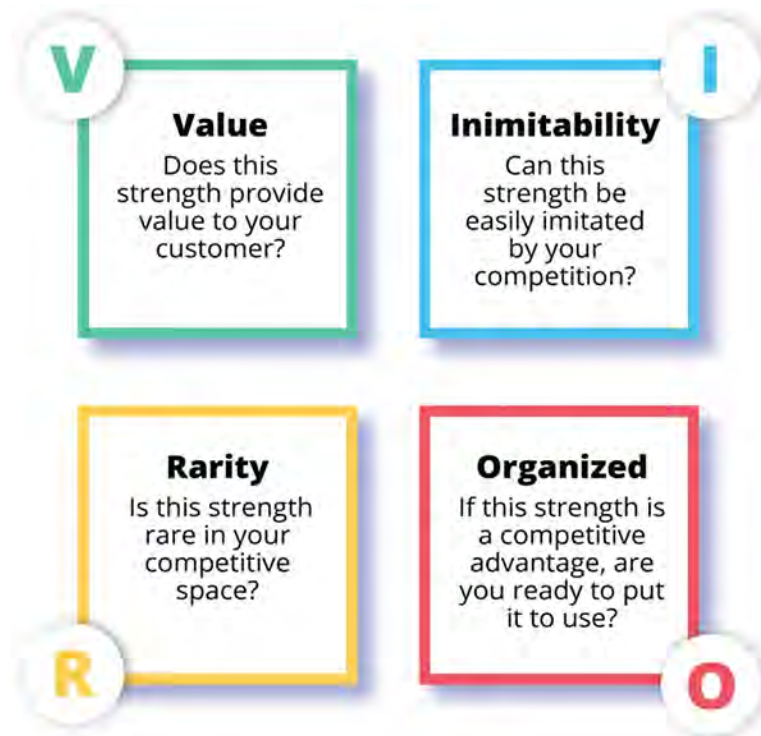 V
Value
Does this
strength provide
value to your
customer?
I
Inimitability
Can this
strength be
easily imitated
by your
competition?
R
Rarity
Is this strength
rare in your
competitive
space?
O
Organized
If this strength is
a competitive
advantage, are
you ready to put
it to use?